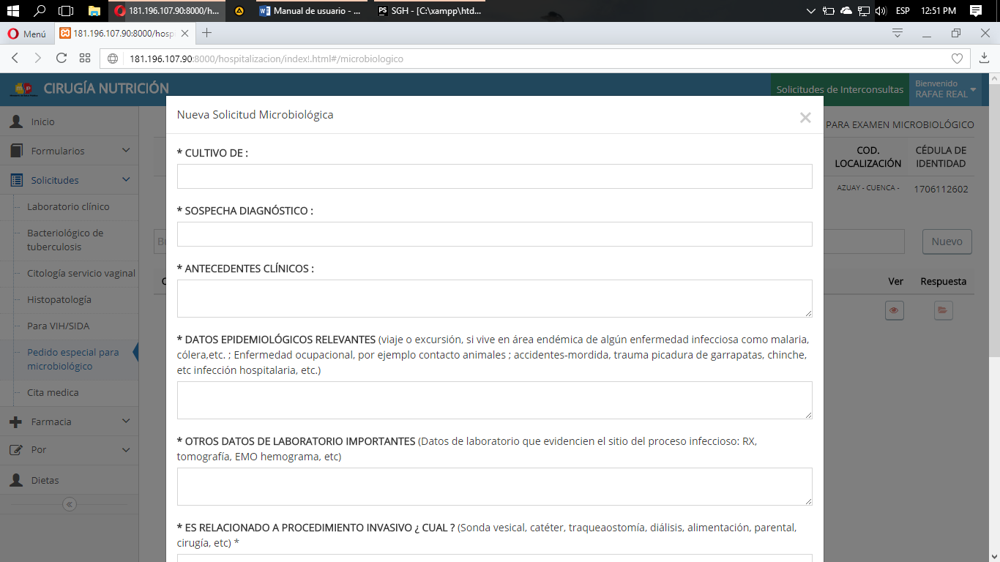 181.196.107.90:8000/h...
Manual de usuario - ...
SGH - [C:\xampp\htd...
ESP
12:51 PM
Menú
181.196.107.90:8000/hosp
181.196.107.90:8000/hospitalizacion/index!.html#/microbiologico
CIRUGÍA NUTRICIÓN
Solicitudes de Interconsultas
Bienvenido
RAFAE REAL
Inicio
Formularios
Solicitudes
Laboratorio clínico
Bacteriológico de
tuberculosis
Citología servicio vaginal
Histopatología
Para VIH/SIDA
Pedido especial para
microbiológico
Cita medica
Farmacia
Por
Dietas
Nueva Solicitud Microbiológica
* CULTIVO DE :
* SOSPECHA DIAGNÓSTICO :
* ANTECEDENTES CLÍNICOS :
* DATOS EPIDEMIOLÓGICOS RELEVANTES (viaje o excursión, si vive en área endémica de algún enfermedad infecciosa como malaria,
cólera,etc. ; Enfermedad ocupacional, por ejemplo contacto animales ; accidentes-mordida, trauma picadura de garrapatas, chinche,
etc infección hospitalaria, etc.)
* OTROS DATOS DE LABORATORIO IMPORTANTES (Datos de laboratorio que evidencien el sitio del proceso infeccioso: RX,
tomografía, EMO hemograma, etc)
* ES RELACIONADO A PROCEDIMIENTO INVASIVO ¿ CUAL ? (Sonda vesical, catéter, traqueaostomía, diálisis, alimentación, parental,
cirugía, etc) *
PARA EXAMEN MICROBIOLÓGICO
COD.
LOCALIZACIÓN
CÉDULA DE
IDENTIDAD
AZUAY - CUENCA -
1706112602
Nuevo
Ver
Respuesta